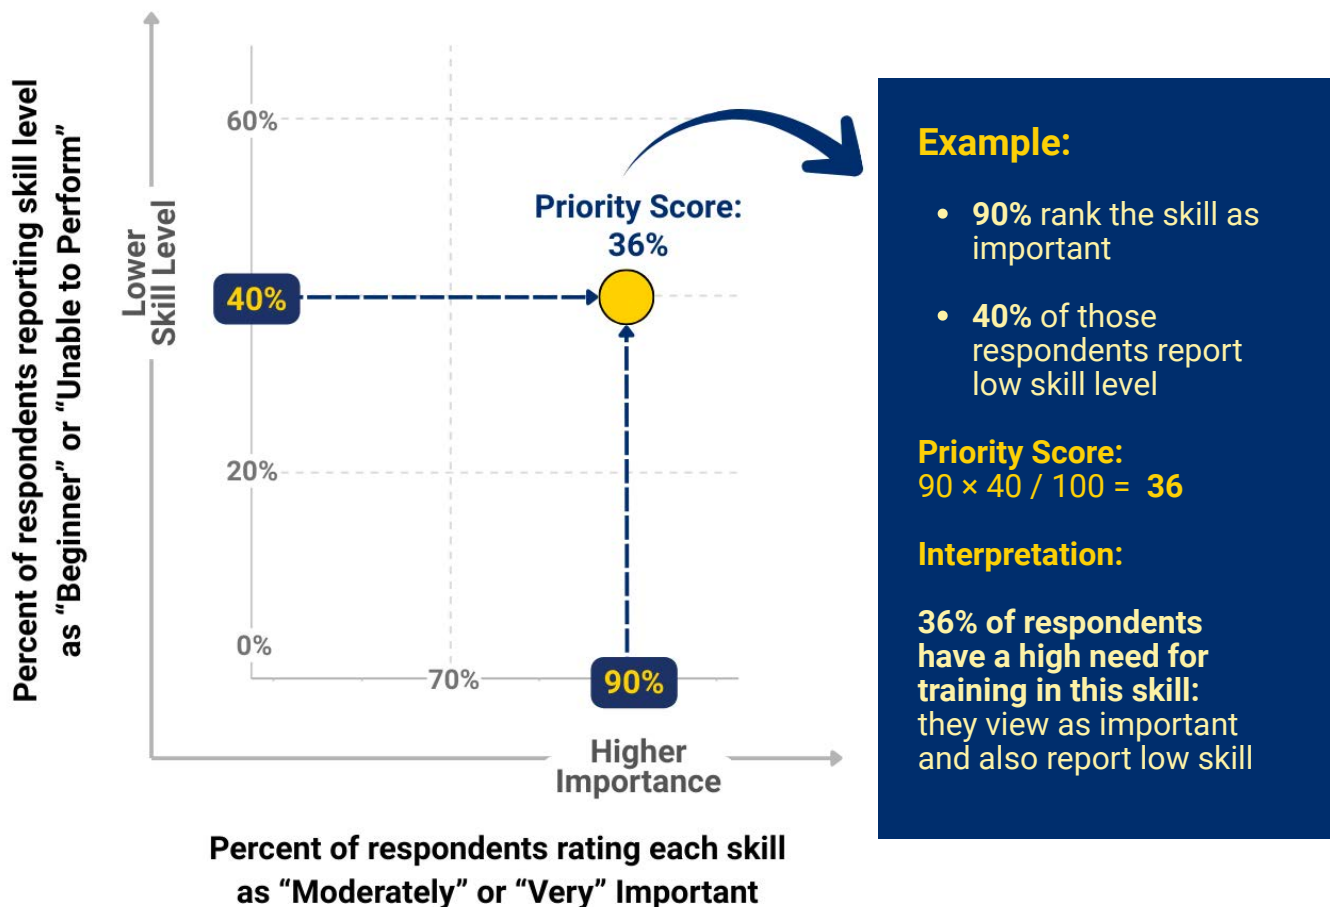 Percent of respondents reporting skill level
as “Beginner” or “Unable to Perform”
Lower
Skill Level
60%
40%
20%
0%
70%
90%
Priority Score:
36%
Higher
Importance
Percent of respondents rating each skill
as “Moderately” or “Very” Important
Example:
• 90% rank the skill as
important
• 40% of those
respondents report
low skill level
Priority Score:
90 × 40 / 100 = 36
Interpretation:
36% of respondents
have a high need for
training in this skill:
they view as important
and also report low skill